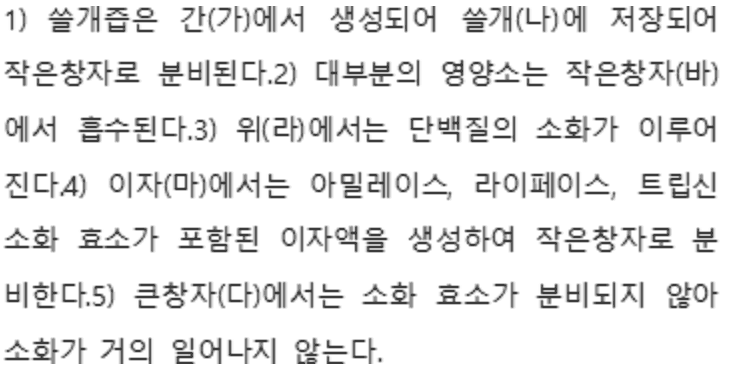 1) 쓸개즙은 간(가)에서 생성되어 쓸개(나)에 저장되어
작은창자로 분비된다.2) 대부분의 영양소는 작은창자(바)
에서 흡수된다.3) 위(라)에서는 단백질의 소화가 이루어
진다.4) 이자(마)에서는 아밀레이스, 라이페이스, 트립신
소화 효소가 포함된 이자액을 생성하여 작은창자로 분
비한다.5) 큰창자(다)에서는 소화 효소가 분비되지 않아
소화가 거의 일어나지 않는다.